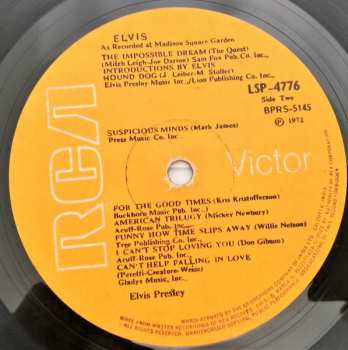 ELVIS
As Recorded at Madison Square Garden
THE IMPOSSIBLE DREAM (The Quest)
(Mitch Leigh-Joe Darion) Sam Fox Pub. Co. Inc.,
INTRODUCTIONS BY ELVIS
HOUND DOG (J. Leiber-M. Stoller)
Elvis Presley Music Inc./Lion Publishing Co. Inc.,
LSP-4776
Side Two
BPRS-5145
Ⓟ 1972
SUSPICIOUS MINDS (Mark James)
Press Music Co. Inc
RCA
Victor
FOR THE GOOD TIMES (Kris Kristofferson)
Buckhorn Music Pub. Inc.,
AMERICAN TRILUGY (Mickey Newbury)
Acuff-Rose Pub. Inc.,
FUNNY HOW TIME SLIPS AWAY (Willie Nelson)
Tree Publishing Co. Inc.,
I CAN'T STOP LOVING YOU (Don Gibson)
Acuff-Rose Pub. Inc.,
CAN'T HELP FALLING IN LOVE
(Peretti-Creatore-Weiss)
Gladys Music, Inc.,
Elvis Presley